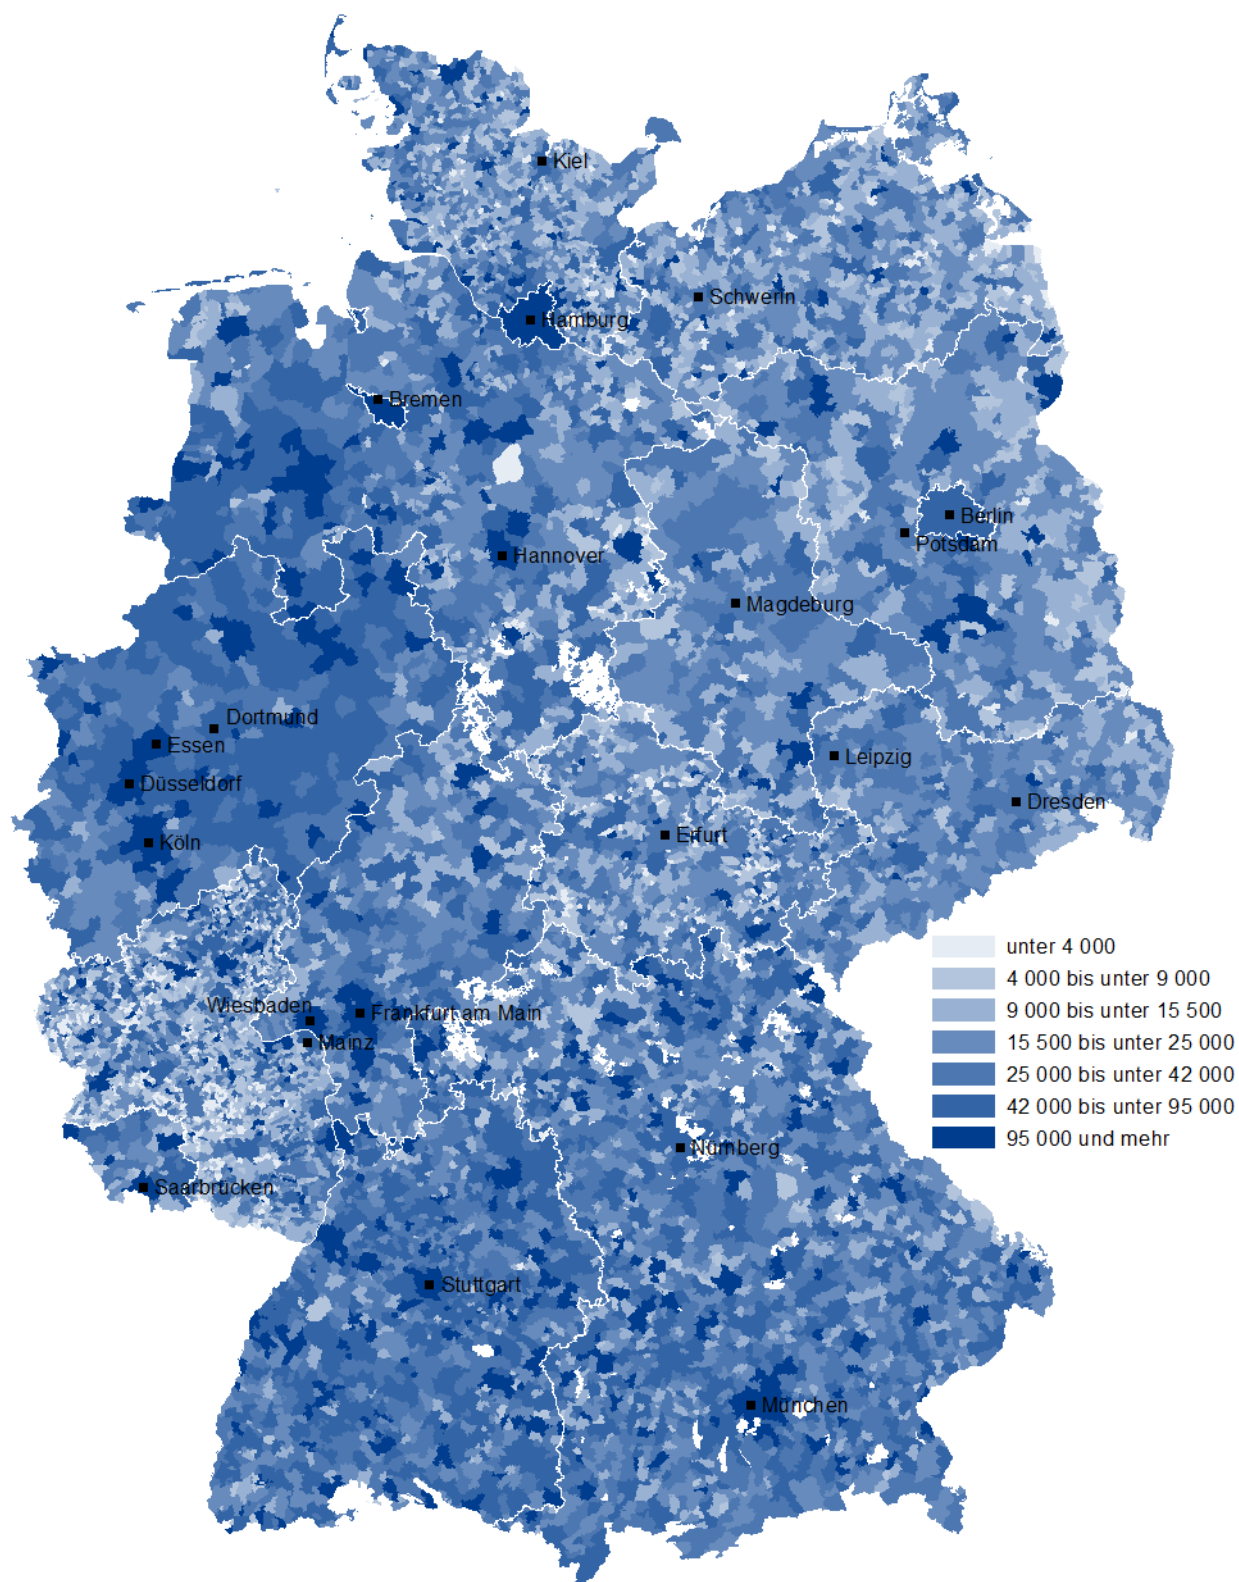 Kiel
Schwerin
Hamburg
Bremen
Berlin
Potsdam
Hannover
Magdeburg
Dortmund
Essen
Leipzig
Düsseldorf
Dresden
Köln
Erfurt
unter 4 000
4 000 bis unter 9 000
9 000 bis unter 15 500
15 500 bis unter 25 000
25 000 bis unter 42 000
42 000 bis unter 95 000
95 000 und mehr
Wiesbaden
Frankfurt am Main
Mainz
Nürnberg
Saarbrücken
Stuttgart
München